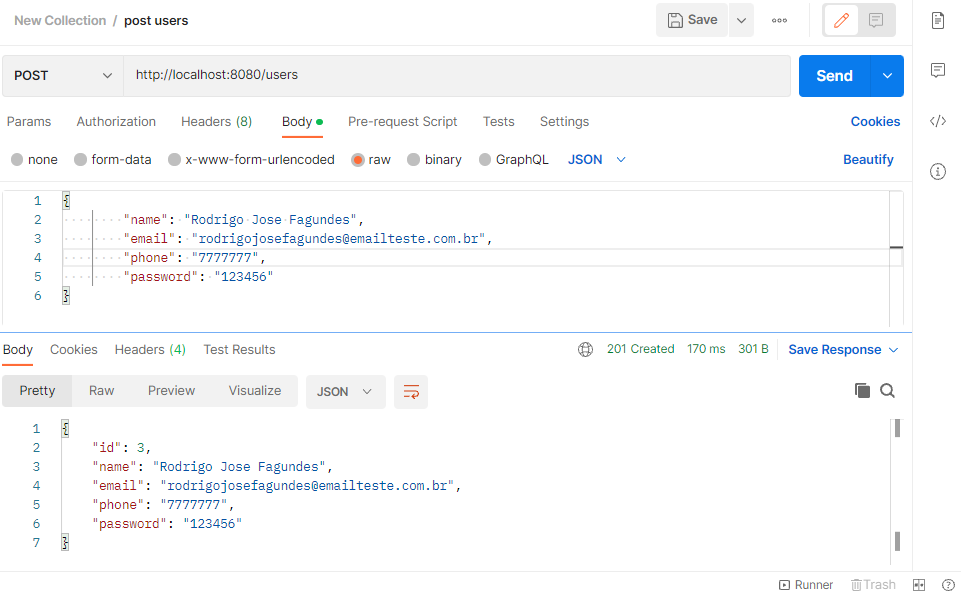 New Collection / post users
Save
POST http://localhost:8080/users Send
Params Authorization Headers (8) Body Pre-request Script Tests Settings Cookies
none form-data x-www-form-urlencoded raw binary GraphQL JSON Beautify
1 {
2 "name": "Rodrigo Jose Fagundes",
3 "email": "rodrigojosefagundes@emailteste.com.br",
4 "phone": "7777777",
5 "password": "123456"
6 }
Body Cookies Headers (4) Test Results 201 Created 170 ms 301 B Save Response
Pretty Raw Preview Visualize JSON
1 {
2 "id": 3,
3 "name": "Rodrigo Jose Fagundes",
4 "email": "rodrigojosefagundes@emailteste.com.br",
5 "phone": "7777777",
6 "password": "123456"
7 }
Runner Trash